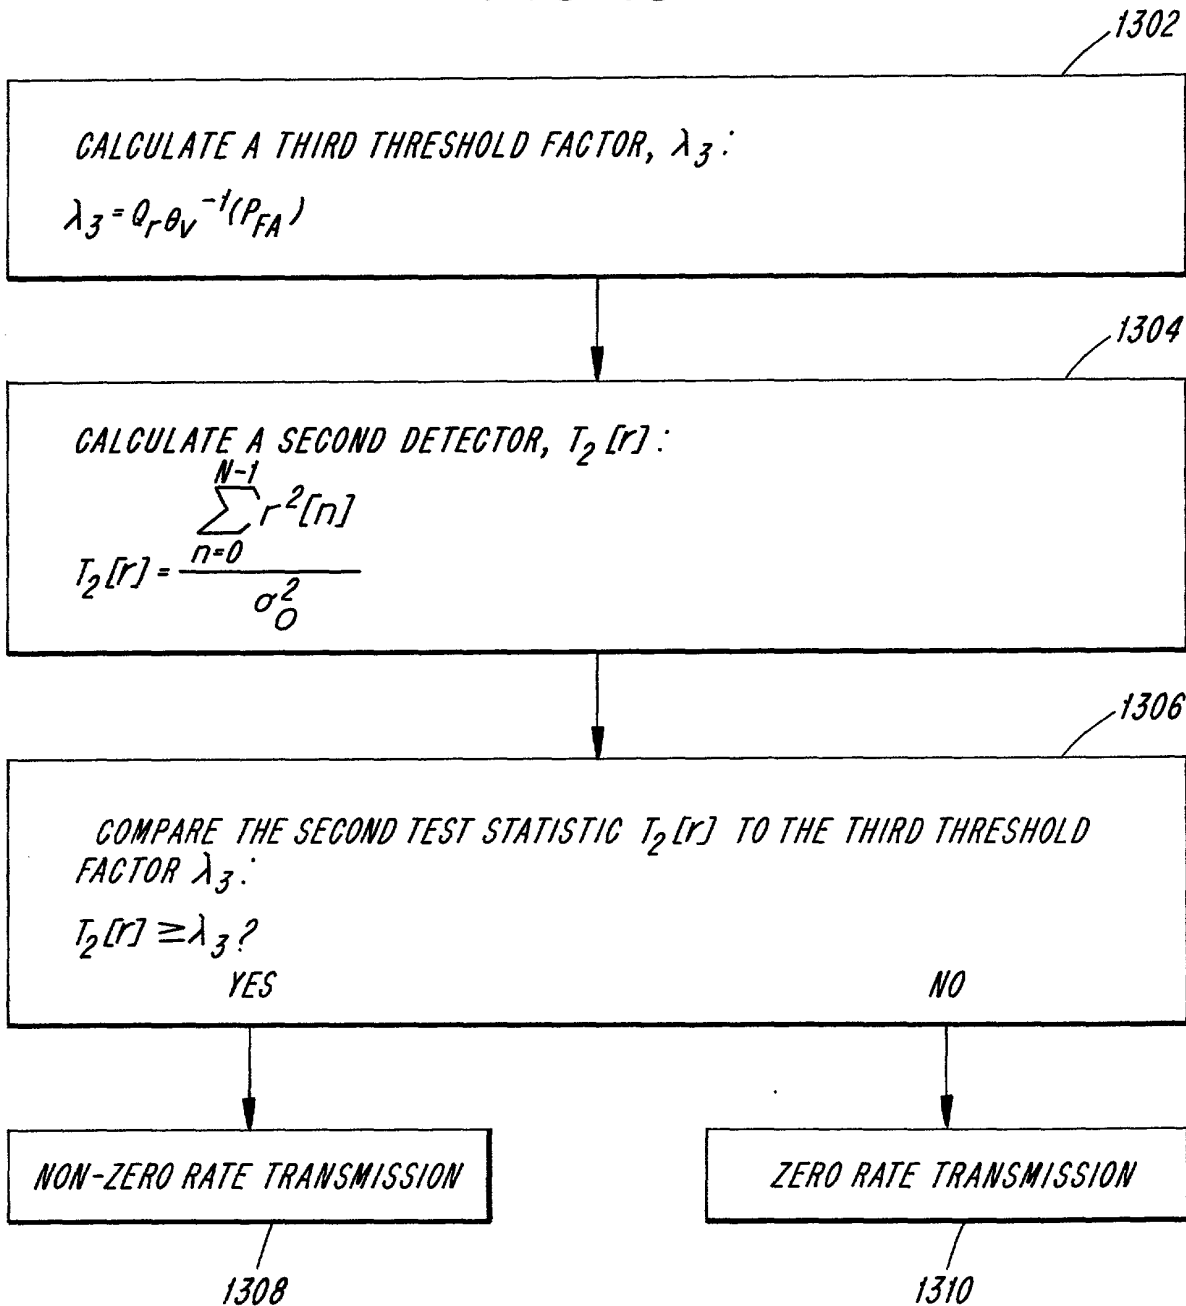 1302
CALCULATE A THIRD THRESHOLD FACTOR, λ₃:
λ₃=Qᵣθᵥ⁻¹(P_FA)
1304
CALCULATE A SECOND DETECTOR, T₂[r]:
N-1
∑ r²[n]
n=0
T₂[r]=
σ₀²
1306
COMPARE THE SECOND TEST STATISTIC T₂[r] TO THE THIRD THRESHOLD
FACTOR λ₃:
T₂[r] ≧λ₃?
YES
NO
NON-ZERO RATE TRANSMISSION
ZERO RATE TRANSMISSION
1308
1310